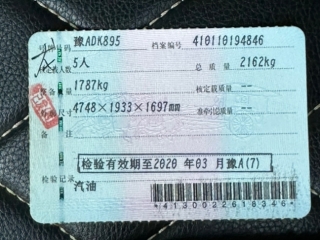 号牌号码 豫ADK895 档案编号 410110194846
核定载人数 5人 总质量 2162kg
整备质量 1787kg 核定载质量 --
外廓尺寸 4748×1933×1697mm 准牵引总质量 --
备注
检验有效期至2020年03月豫A(7)
检验记录 汽油
*4130022618346*